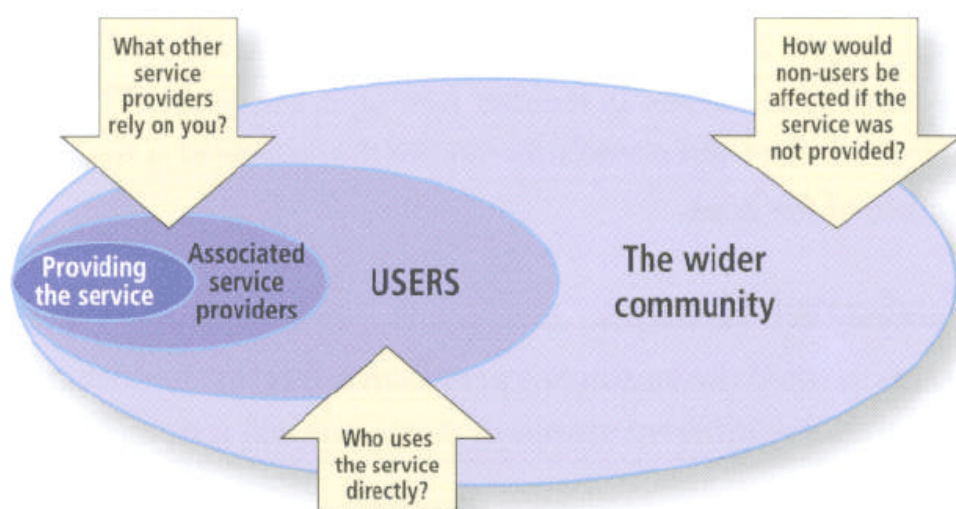 What other
service
providers
rely on you?
How would
non-users be
affected if the
service was
not provided?
Providing
the service
Associated
service
providers
USERS
The wider
community
Who uses
the service
directly?